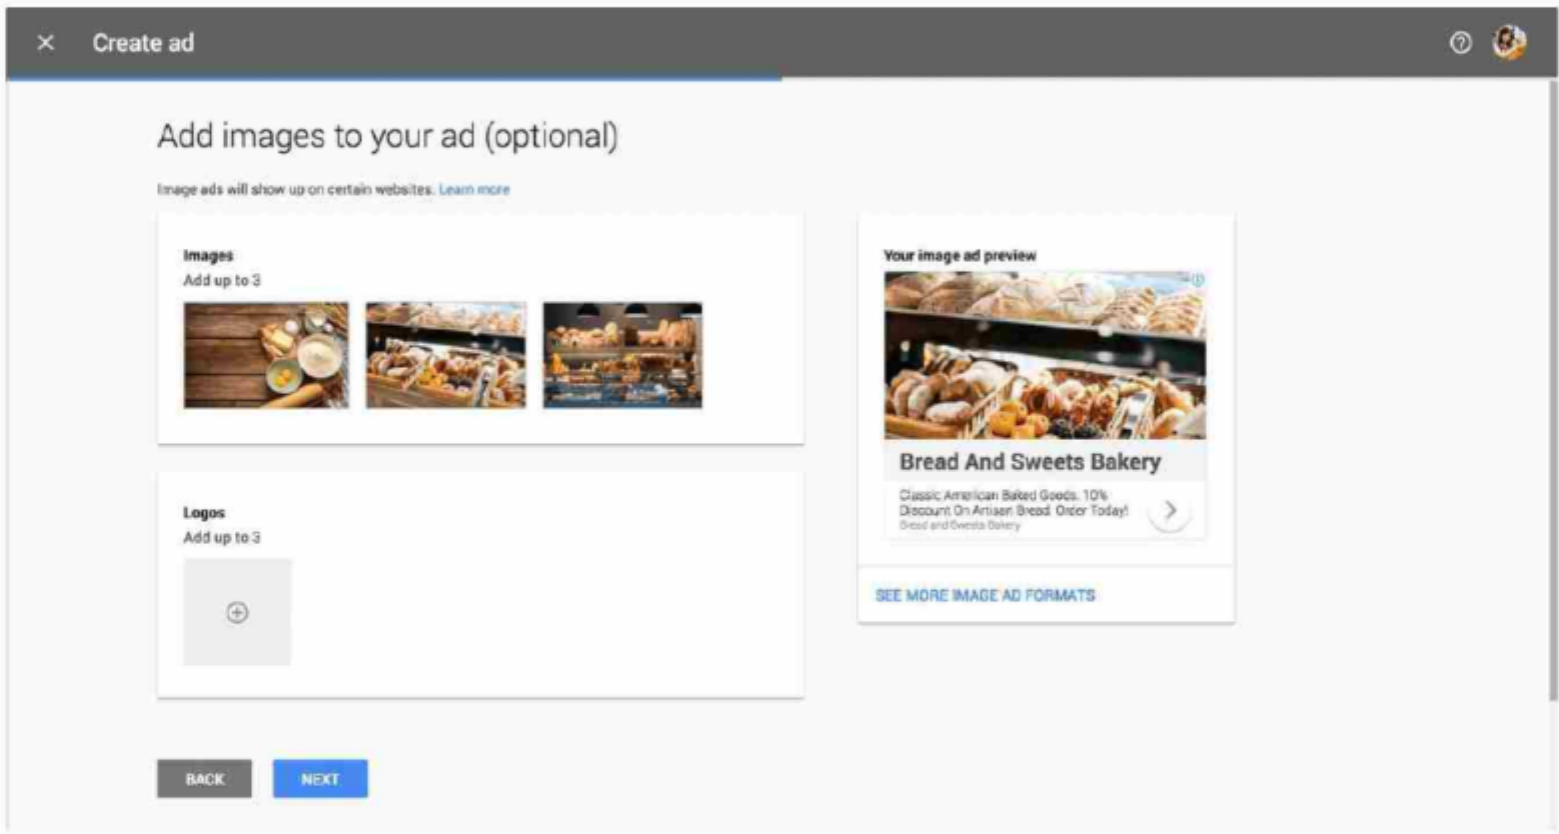 Create ad
Add images to your ad (optional)
Image ads will show up on certain websites. Learn more
Images
Add up to 3
Your image ad preview
Bread And Sweets Bakery
Classic American Baked Goods. 10%
Discount On Artisan Bread. Order Today!
Bread and Sweets Bakery
Logos
Add up to 3
SEE MORE IMAGE AD FORMATS
BACK
NEXT